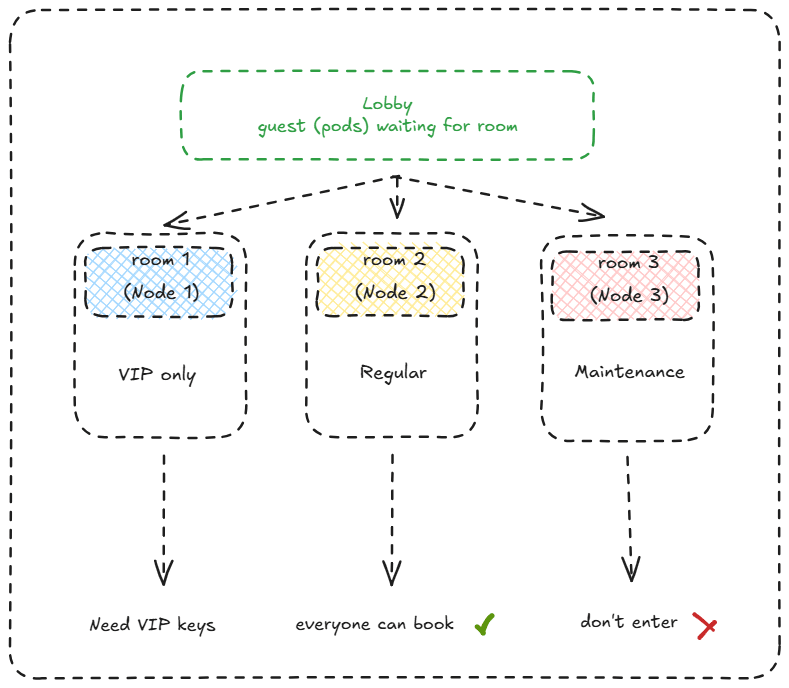 Lobby
guest (pods) waiting for room
room 1
(Node 1)
VIP only
room 2
(Node 2)
Regular
room 3
(Node 3)
Maintenance
Need VIP keys
everyone can book
don't enter